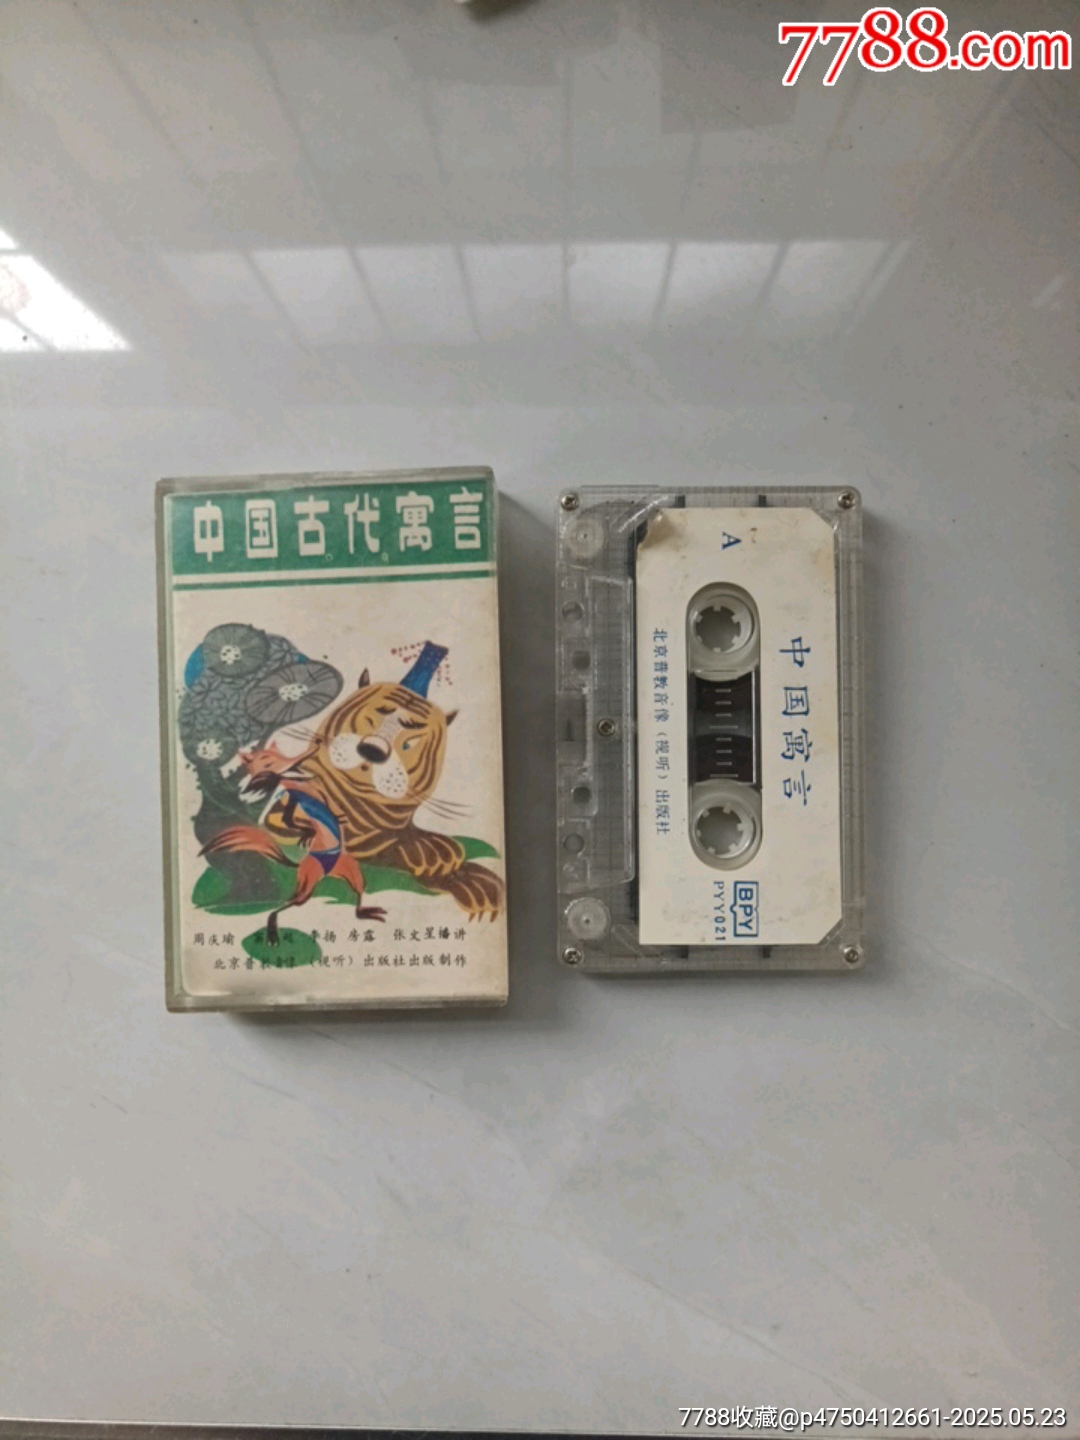 7788.com
中国古代寓言
周庆瑜 李扬 房露 张文星播讲
北京普教音像（视听）出版社出版制作
A
中国寓言
北京普教音像（视听）出版社
BPY
PYY021
7788收藏@p4750412661-2025.05.23